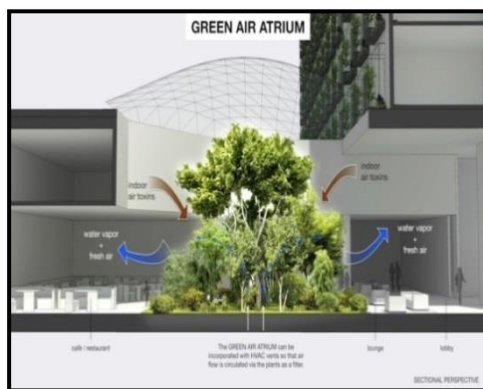 GREEN AIR ATRIUM
indoor
air toxins
indoor
air toxins
water vapor
+
fresh air
water vapor
+
fresh air
café / restaurant
The GREEN AIR ATRIUM can be
incorporated with HVAC vents so that air
flow is circulated via the plants as a filter.
lounge
lobby
SECTIONAL PERSPECTIVE